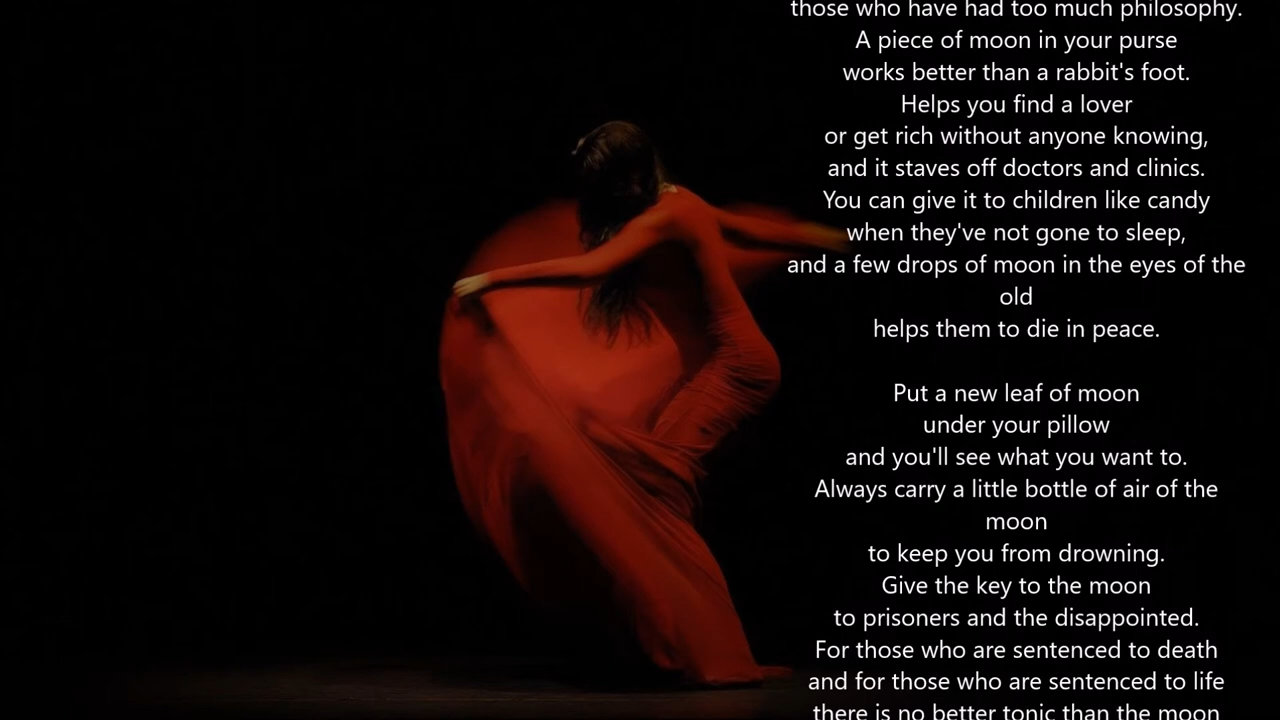 those who have had too much philosophy.
A piece of moon in your purse
works better than a rabbit's foot.
Helps you find a lover
or get rich without anyone knowing,
and it staves off doctors and clinics.
You can give it to children like candy
when they've not gone to sleep,
and a few drops of moon in the eyes of the
old
helps them to die in peace.
Put a new leaf of moon
under your pillow
and you'll see what you want to.
Always carry a little bottle of air of the
moon
to keep you from drowning.
Give the key to the moon
to prisoners and the disappointed.
For those who are sentenced to death
and for those who are sentenced to life
there is no better tonic than the moon